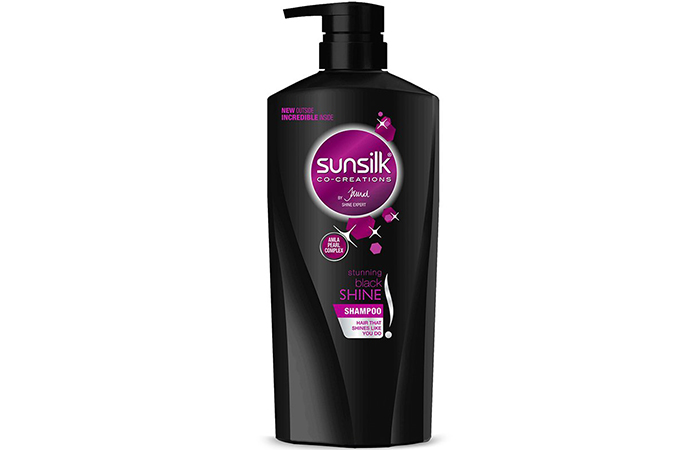 NEW OUTSIDE
INCREDIBLE INSIDE
sunsilk®
CO-CREATIONS
BY
SHINE EXPERT
AMLA
PEARL
COMPLEX
stunning
black
SHINE
SHAMPOO
HAIR THAT
SHINES LIKE
YOU DO